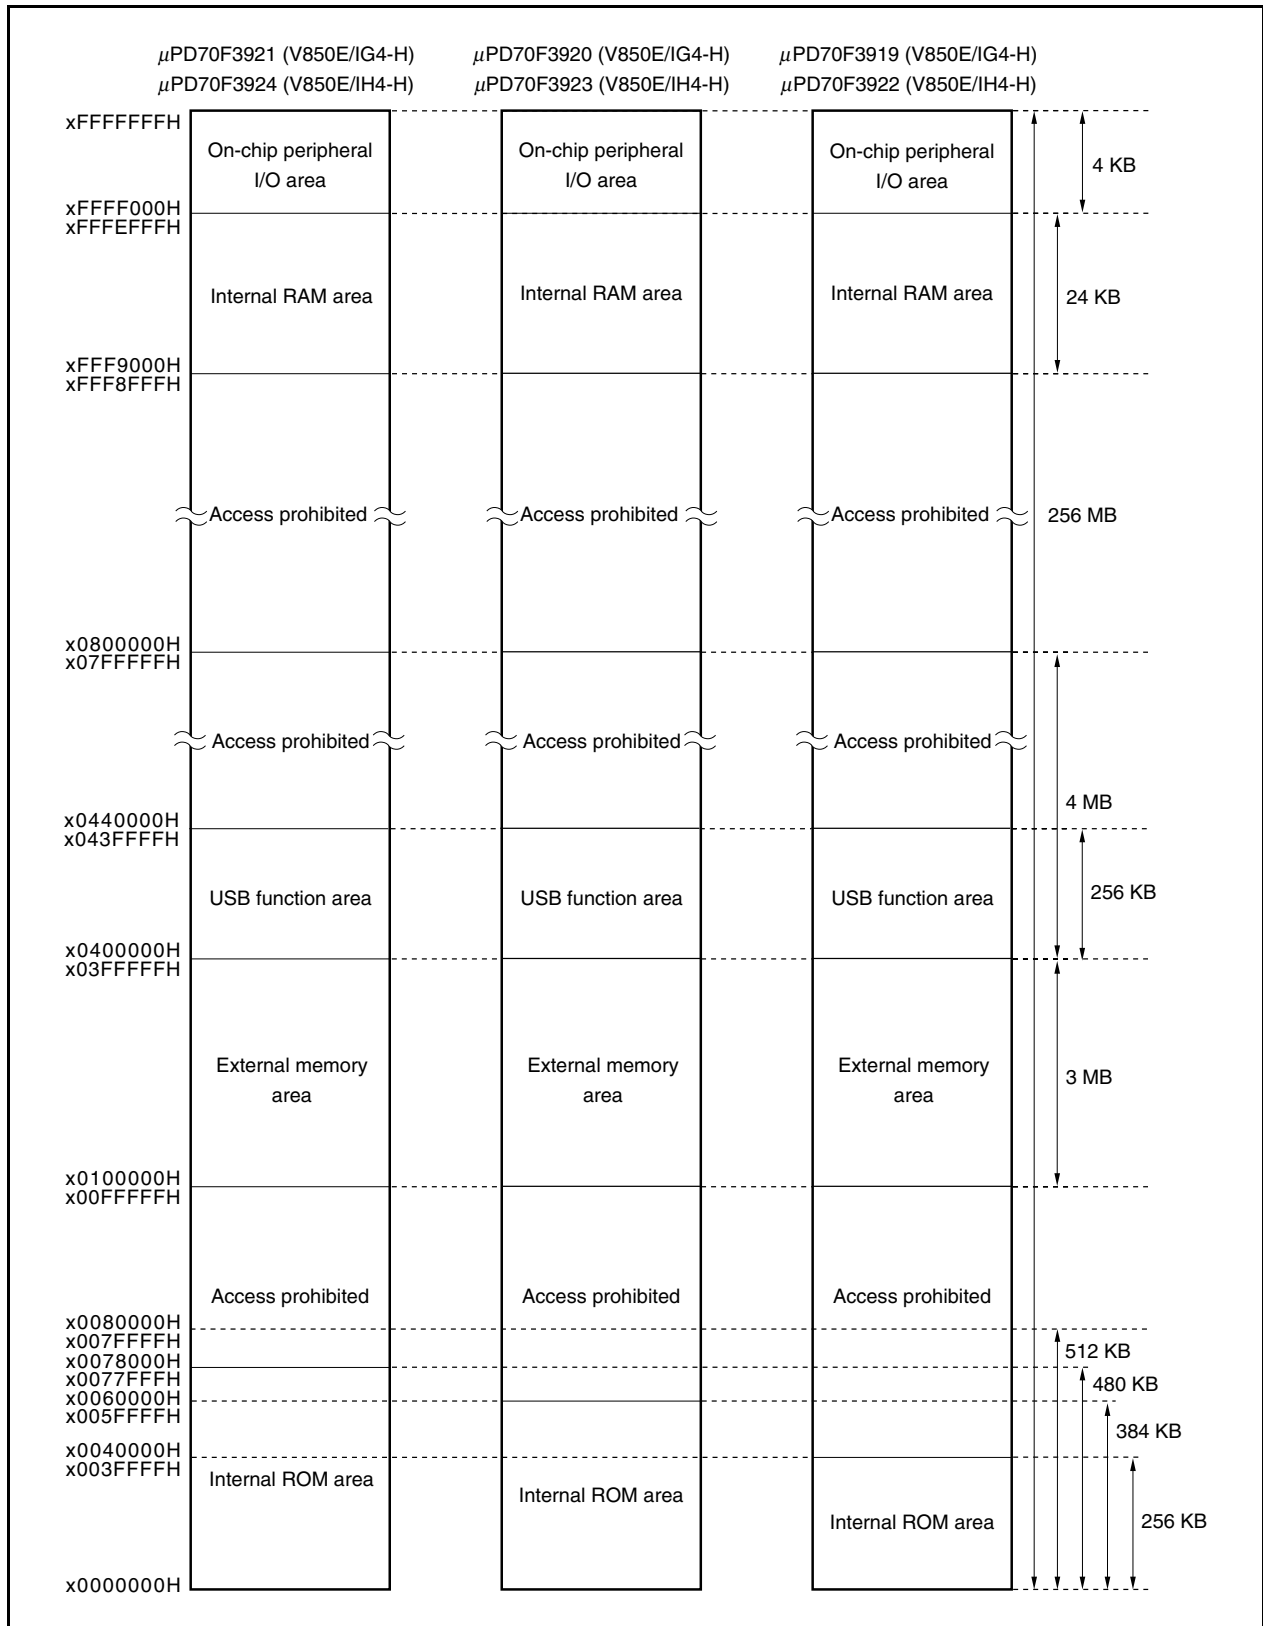 μPD70F3921 (V850E/IG4-H) μPD70F3920 (V850E/IG4-H) μPD70F3919 (V850E/IG4-H)
μPD70F3924 (V850E/IH4-H) μPD70F3923 (V850E/IH4-H) μPD70F3922 (V850E/IH4-H)
xFFFFFFFH
On-chip peripheral On-chip peripheral On-chip peripheral
4 KB
I/O area I/O area I/O area
xFFFF000H
xFFFEFFFH
Internal RAM area Internal RAM area Internal RAM area 24 KB
xFFF9000H
xFFF8FFFH
Access prohibited Access prohibited Access prohibited 256 MB
x0800000H
x07FFFFFH
Access prohibited Access prohibited Access prohibited
4 MB
x0440000H
x043FFFFH
USB function area USB function area USB function area 256 KB
x0400000H
x03FFFFFH
External memory External memory External memory
3 MB
area area area
x0100000H
x00FFFFFH
Access prohibited Access prohibited Access prohibited
x0080000H
x007FFFFH
512 KB
x0078000H
x0077FFFH
480 KB
x0060000H
x005FFFFH
384 KB
x0040000H
x003FFFFH
Internal ROM area Internal ROM area Internal ROM area
256 KB
x0000000H